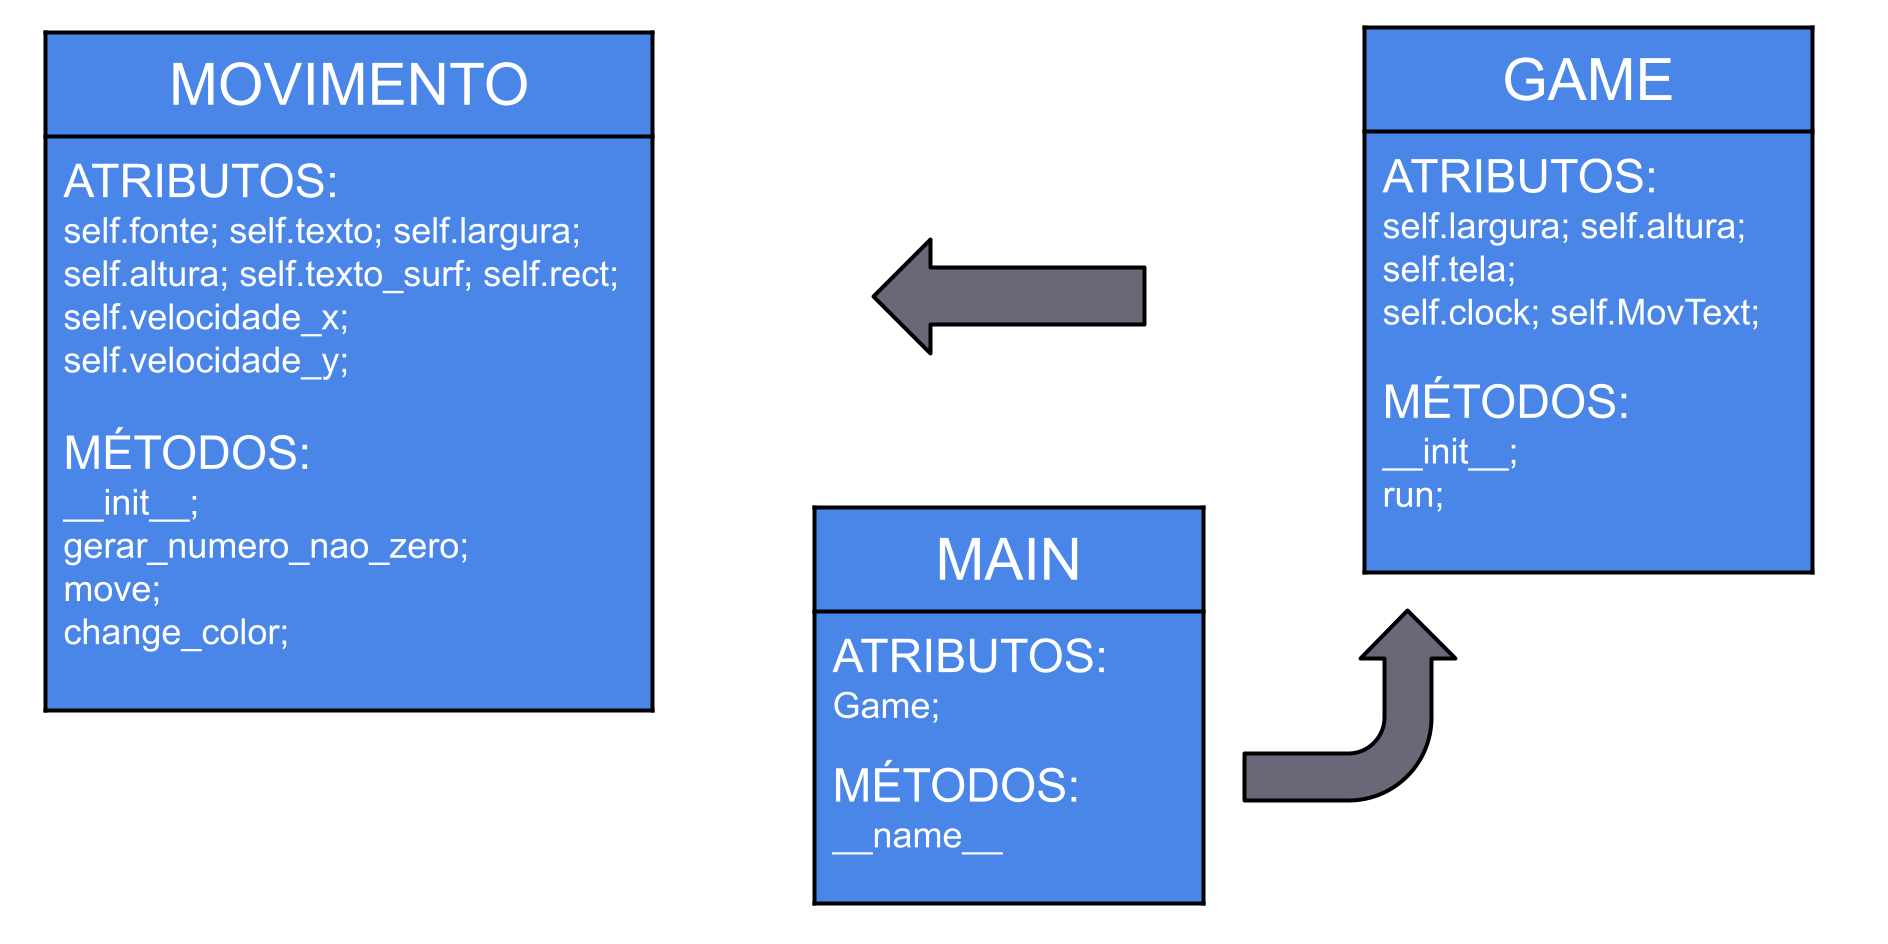 MOVIMENTO
ATRIBUTOS:
self.fonte; self.texto; self.largura;
self.altura; self.texto_surf; self.rect;
self.velocidade_x;
self.velocidade_y;
MÉTODOS:
__init__;
gerar_numero_nao_zero;
move;
change_color;
GAME
ATRIBUTOS:
self.largura; self.altura;
self.tela;
self.clock; self.MovText;
MÉTODOS:
__init__;
run;
MAIN
ATRIBUTOS:
Game;
MÉTODOS:
__name__